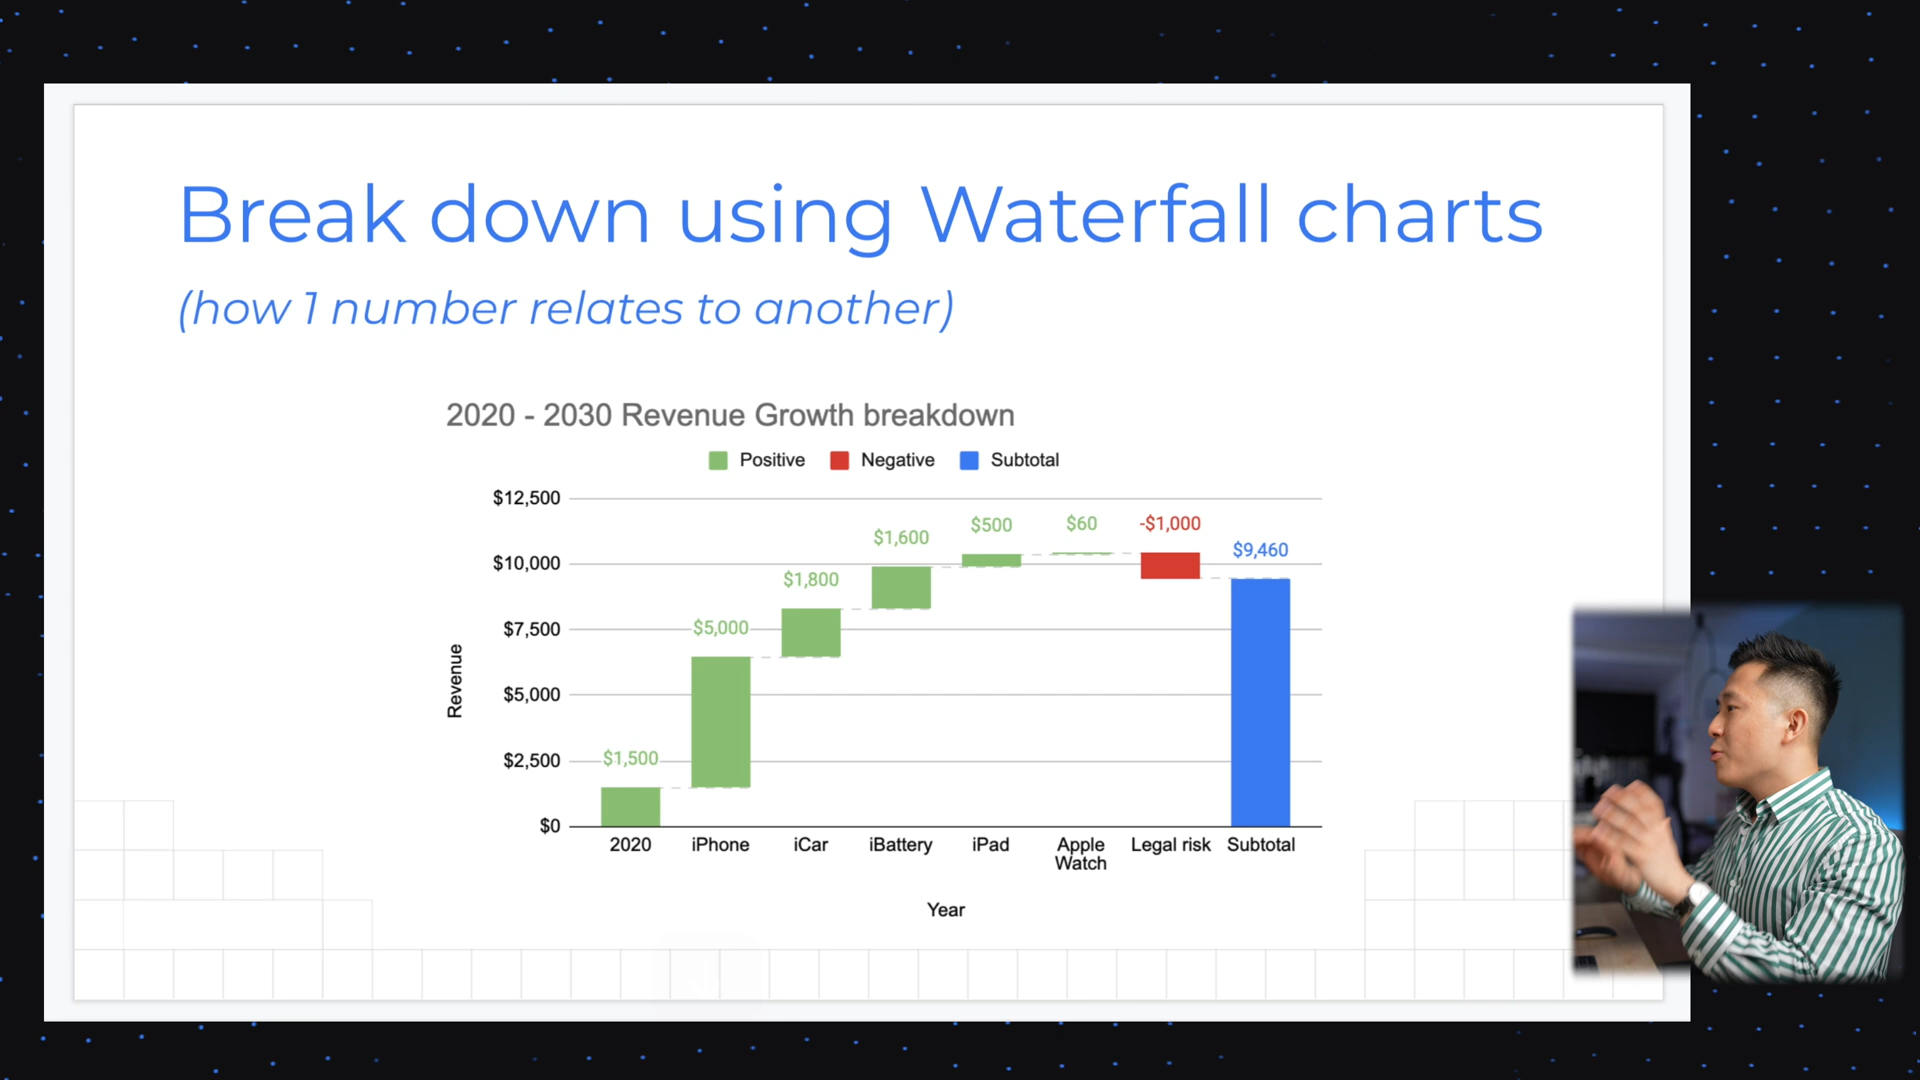 Break down using Waterfall charts
(how 1 number relates to another)
2020 - 2030 Revenue Growth breakdown
Positive Negative Subtotal
$12,500
$10,000
$7,500
$5,000
$2,500
$0
Revenue
$1,500
$5,000
$1,800
$1,600
$500
$60
-$1,000
$9,460
2020 iPhone iCar iBattery iPad Apple Watch Legal risk Subtotal
Year